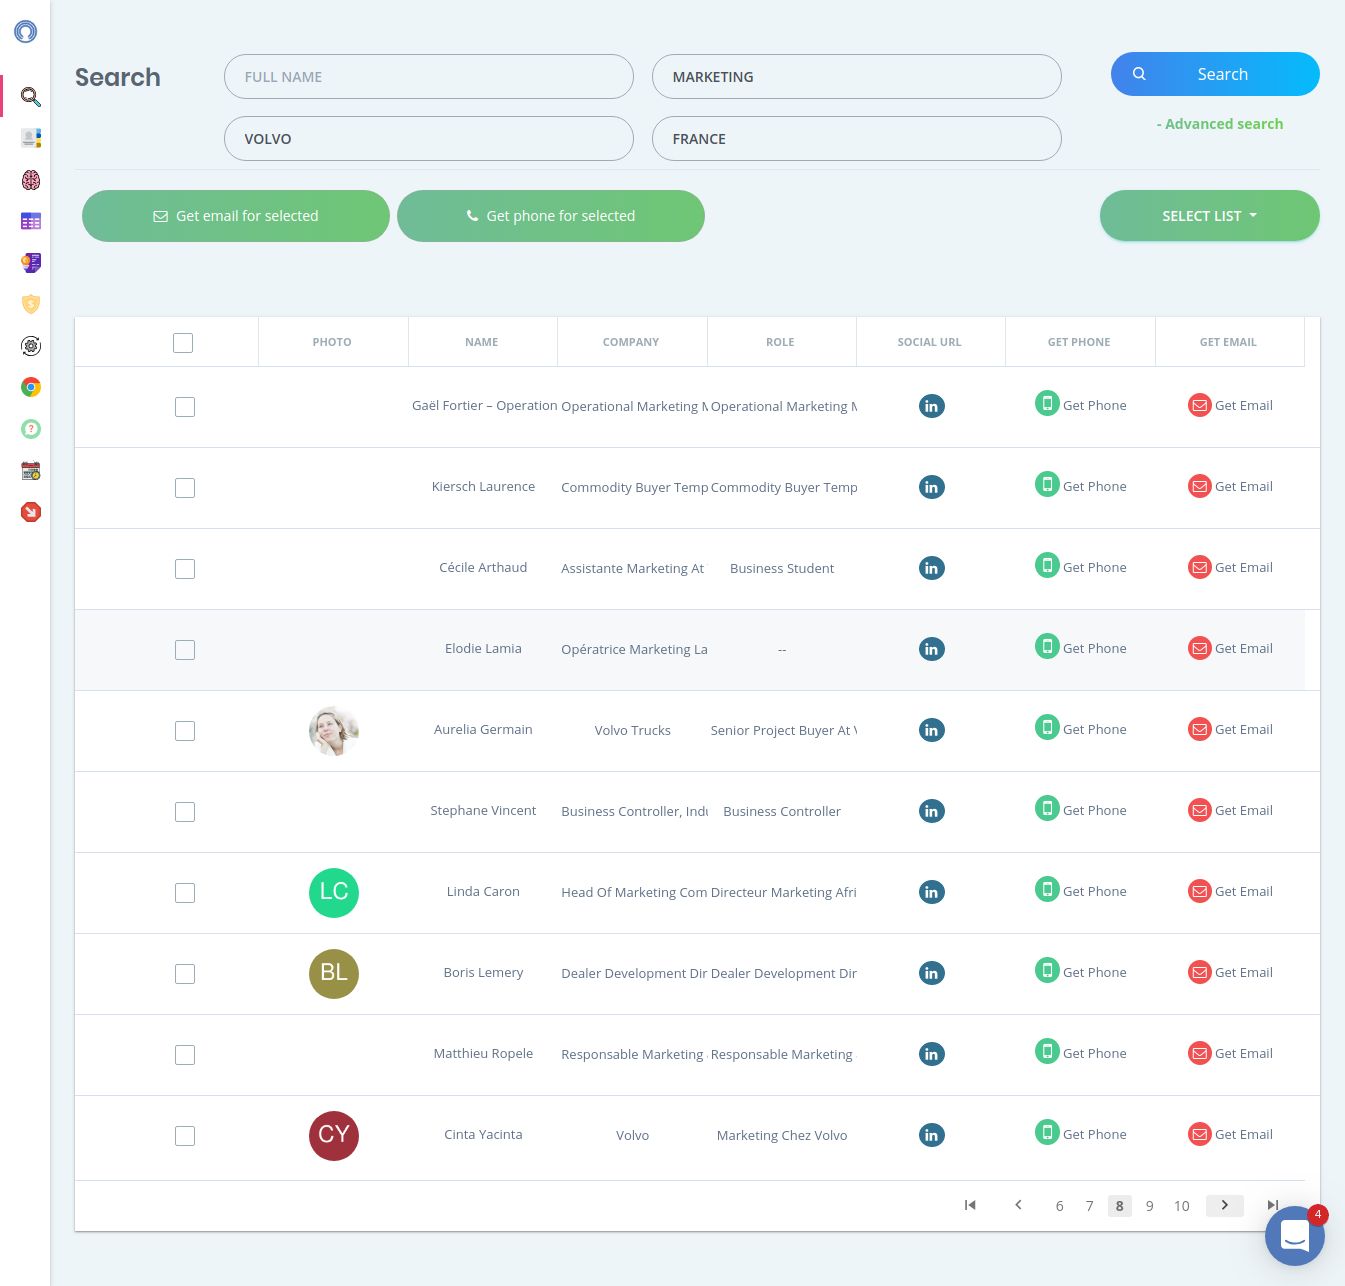 Search
FULL NAME
MARKETING
Search
VOLVO
FRANCE
- Advanced search
Get email for selected
Get phone for selected
SELECT LIST
PHOTO NAME COMPANY ROLE SOCIAL URL GET PHONE GET EMAIL
Gaël Fortier – Operation Operational Marketing M Operational Marketing M in Get Phone Get Email
Kiersch Laurence Commodity Buyer Temp Commodity Buyer Temp in Get Phone Get Email
Cécile Arthaud Assistante Marketing At Business Student in Get Phone Get Email
Elodie Lamia Opératrice Marketing La -- in Get Phone Get Email
Aurelia Germain Volvo Trucks Senior Project Buyer At V in Get Phone Get Email
Stephane Vincent Business Controller, Indu Business Controller in Get Phone Get Email
LC Linda Caron Head Of Marketing Com Directeur Marketing Afri in Get Phone Get Email
BL Boris Lemery Dealer Development Dir Dealer Development Dir in Get Phone Get Email
Matthieu Ropele Responsable Marketing Responsable Marketing in Get Phone Get Email
CY Cinta Yacinta Volvo Marketing Chez Volvo in Get Phone Get Email
6 7 8 9 10
4